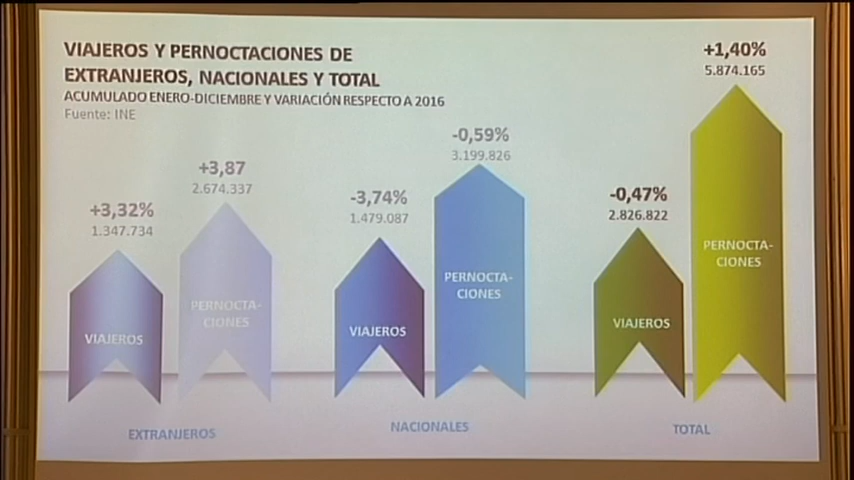 VIAJEROS Y PERNOCTACIONES DE
EXTRANJEROS, NACIONALES Y TOTAL
ACUMULADO ENERO-DICIEMBRE Y VARIACIÓN RESPECTO A 2016
Fuente: INE
+3,32%
1.347.734
VIAJEROS
+3,87
2.674.337
PERNOCTA-
CIONES
EXTRANJEROS
-3,74%
1.479.087
VIAJEROS
-0,59%
3.199.826
PERNOCTA-
CIONES
NACIONALES
-0,47%
2.826.822
VIAJEROS
+1,40%
5.874.165
PERNOCTA-
CIONES
TOTAL